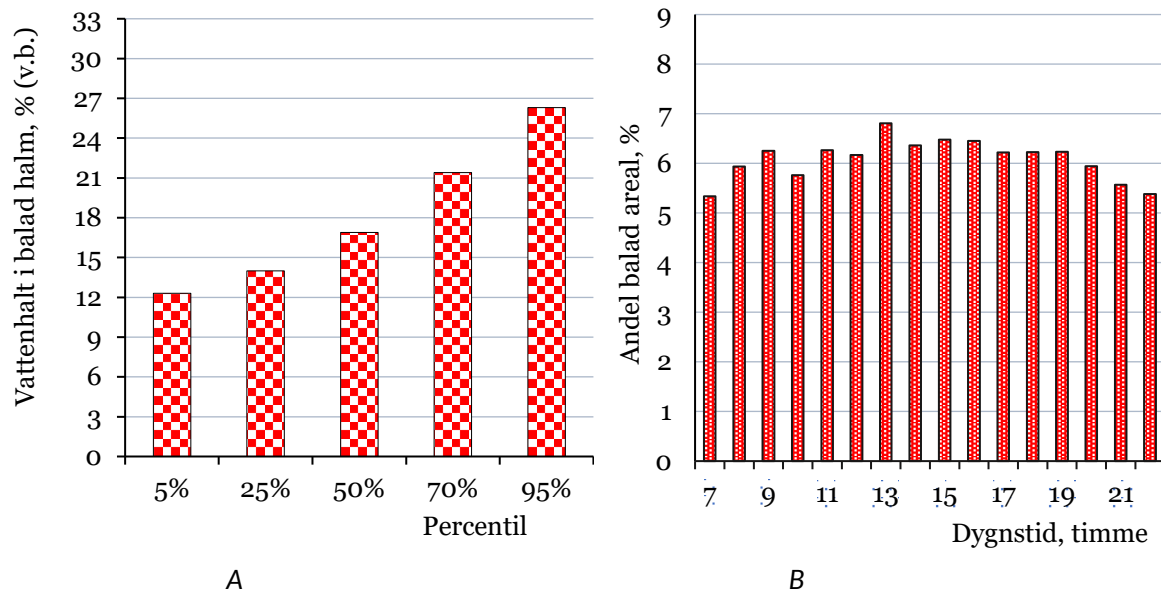 Vattenhalt i balad halm, % (v.b.)
33
30
27
24
21
18
15
12
9
6
3
0
5% 25% 50% 70% 95%
Percentil
A
Andel balad areal, %
9
8
7
6
5
4
3
2
1
0
7 9 11 13 15 17 19 21
Dygnstid, timme
B